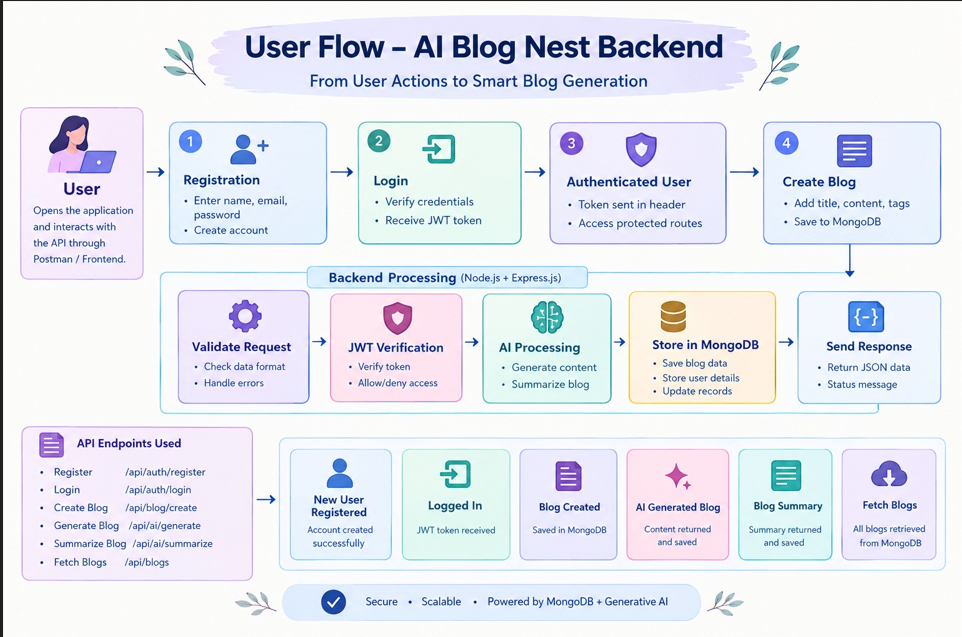 User Flow – AI Blog Nest Backend
From User Actions to Smart Blog Generation
User
Opens the application
and interacts with
the API through
Postman / Frontend.
1
Registration
• Enter name, email,
password
• Create account
2
Login
• Verify credentials
• Receive JWT token
3
Authenticated User
• Token sent in header
• Access protected routes
4
Create Blog
• Add title, content, tags
• Save to MongoDB
Backend Processing (Node.js + Express.js)
Validate Request
• Check data format
• Handle errors
JWT Verification
• Verify token
• Allow/deny access
AI Processing
• Generate content
• Summarize blog
Store in MongoDB
• Save blog data
• Store user details
• Update records
{-}
Send Response
• Return JSON data
• Status message
API Endpoints Used
• Register /api/auth/register
• Login /api/auth/login
• Create Blog /api/blog/create
• Generate Blog /api/ai/generate
• Summarize Blog /api/ai/summarize
• Fetch Blogs /api/blogs
New User
Registered
Account created
successfully
Logged In
JWT token received
Blog Created
Saved in MongoDB
AI Generated Blog
Content returned
and saved
Blog Summary
Summary returned
and saved
Fetch Blogs
All blogs retrieved
from MongoDB
Secure • Scalable • Powered by MongoDB + Generative AI